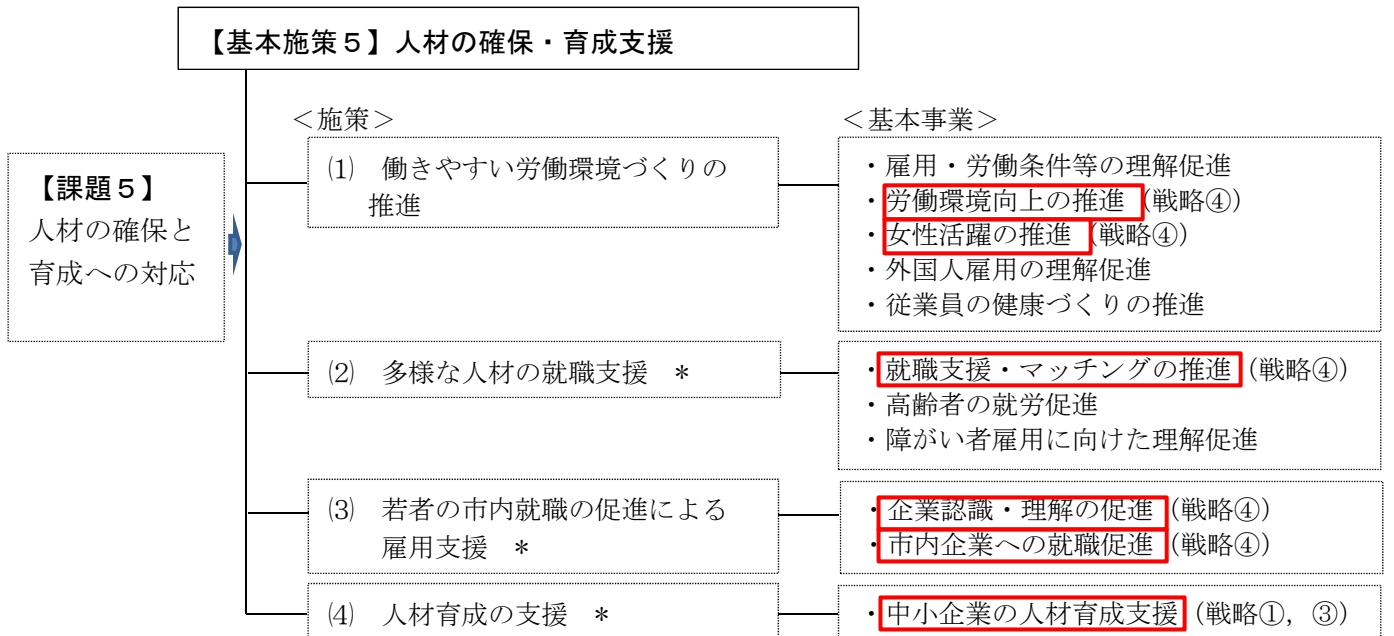 【基本施策５】人材の確保・育成支援
＜施策＞
＜基本事業＞
【課題５】
人材の確保と
育成への対応
⑴　働きやすい労働環境づくりの
推進
・雇用・労働条件等の理解促進
・労働環境向上の推進（戦略④）
・女性活躍の推進（戦略④）
・外国人雇用の理解促進
・従業員の健康づくりの推進
⑵　多様な人材の就職支援　＊
・就職支援・マッチングの推進（戦略④）
・高齢者の就労促進
・障がい者雇用に向けた理解促進
⑶　若者の市内就職の促進による
雇用支援　＊
・企業認識・理解の促進（戦略④）
・市内企業への就職促進（戦略④）
⑷　人材育成の支援　＊
・中小企業の人材育成支援（戦略①，③）